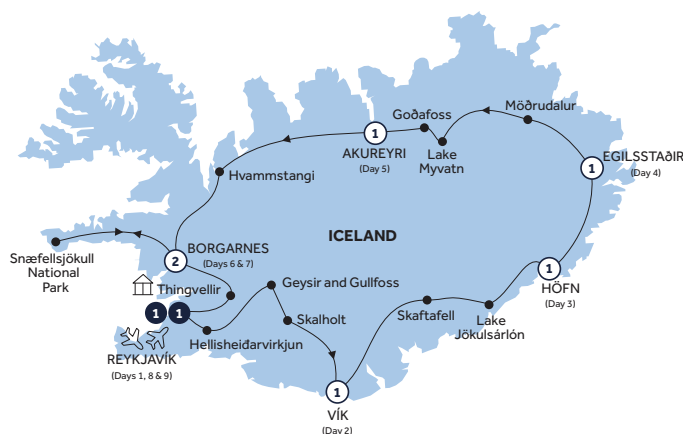 Goðafoss
Möðrudalur
1
AKUREYRI
(Day 5)
Lake
Myvatn
EGILSSTAÐIR
1
(Day 4)
Hvammstangi
ICELAND
Snæfellsjökull
National
Park
2
BORGARNES
(Days 6 & 7)
1
HÖFN
(Day 3)
Thingvellir
Geysir and Gullfoss
1
1
Skalholt
Skaftafell
Lake
Jökulsárlón
Hellisheiðarvirkjun
REYKJAVÍK
(Days 1, 8 & 9)
1
VÍK
(Day 2)